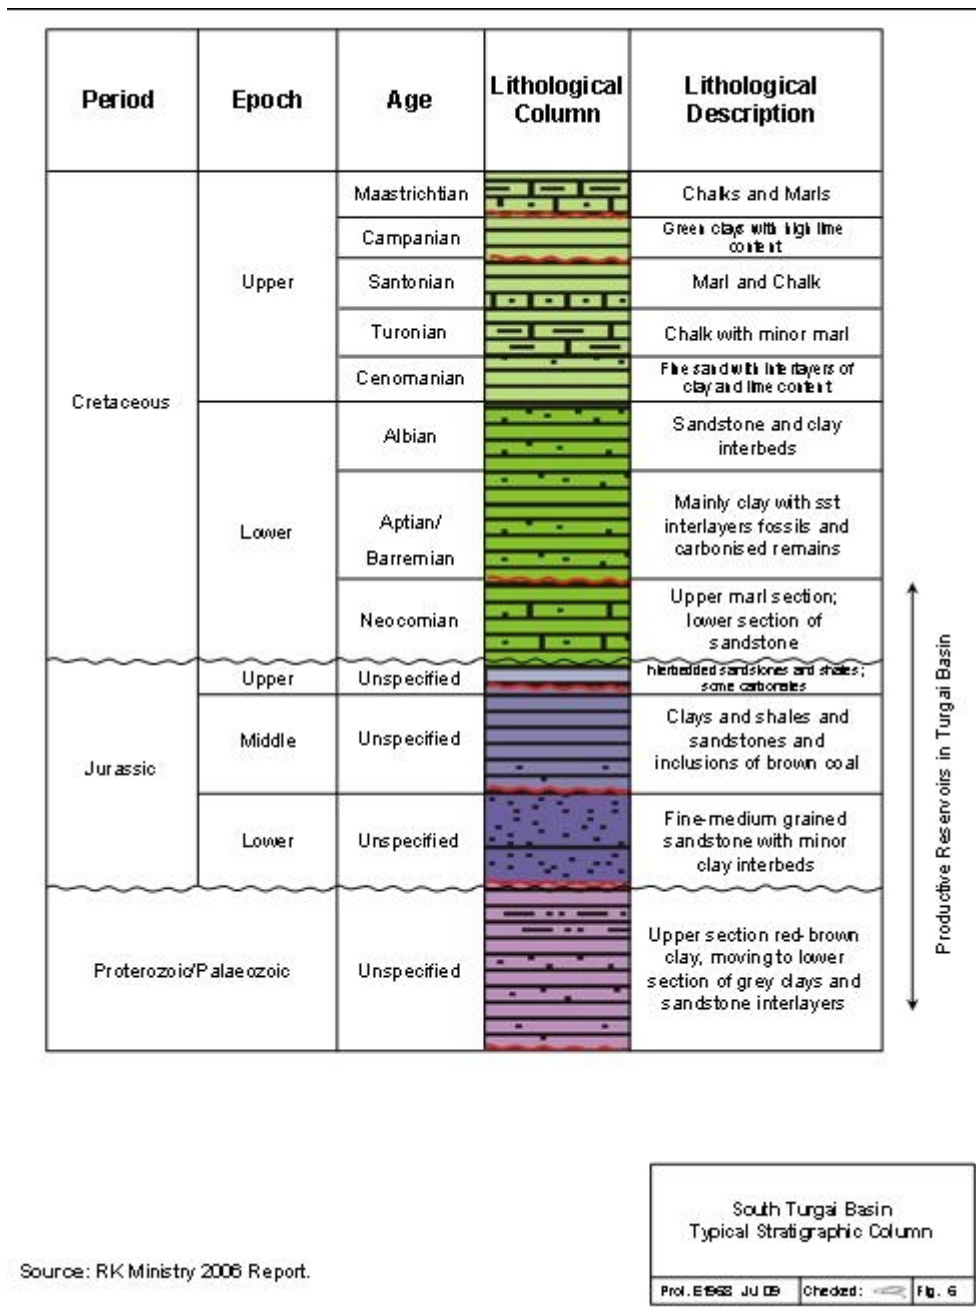 Period
Epoch
Age
Lithological
Column
Lithological
Description
Cretaceous
Upper
Maastrichtian
Chalks and Marls
Campanian
Green clays with high lime
content
Santonian
Marl and Chalk
Turonian
Chalk with minor marl
Cenomanian
Fine sand with interlayers of
clay and lime content
Lower
Albian
Sandstone and clay
interbeds
Aptian/
Barremian
Mainly clay with sst
interlayers fossils and
carbonised remains
Neocomian
Upper marl section;
lower section of
sandstone
Jurassic
Upper
Unspecified
Interbedded sandstones and shales;
some carbonates
Middle
Unspecified
Clays and shales and
sandstones and
inclusions of brown coal
Lower
Unspecified
Fine-medium grained
sandstone with minor
clay interbeds
Proterozoic/Palaeozoic
Unspecified
Upper section red-brown
clay, moving to lower
section of grey clays and
sandstone interlayers
Productive Reservoirs in Turgai Basin
South Turgai Basin
Typical Stratigraphic Column
Source: RK Ministry 2006 Report.
Proj. E1968 Jul 09
Checked:
Fig. 6